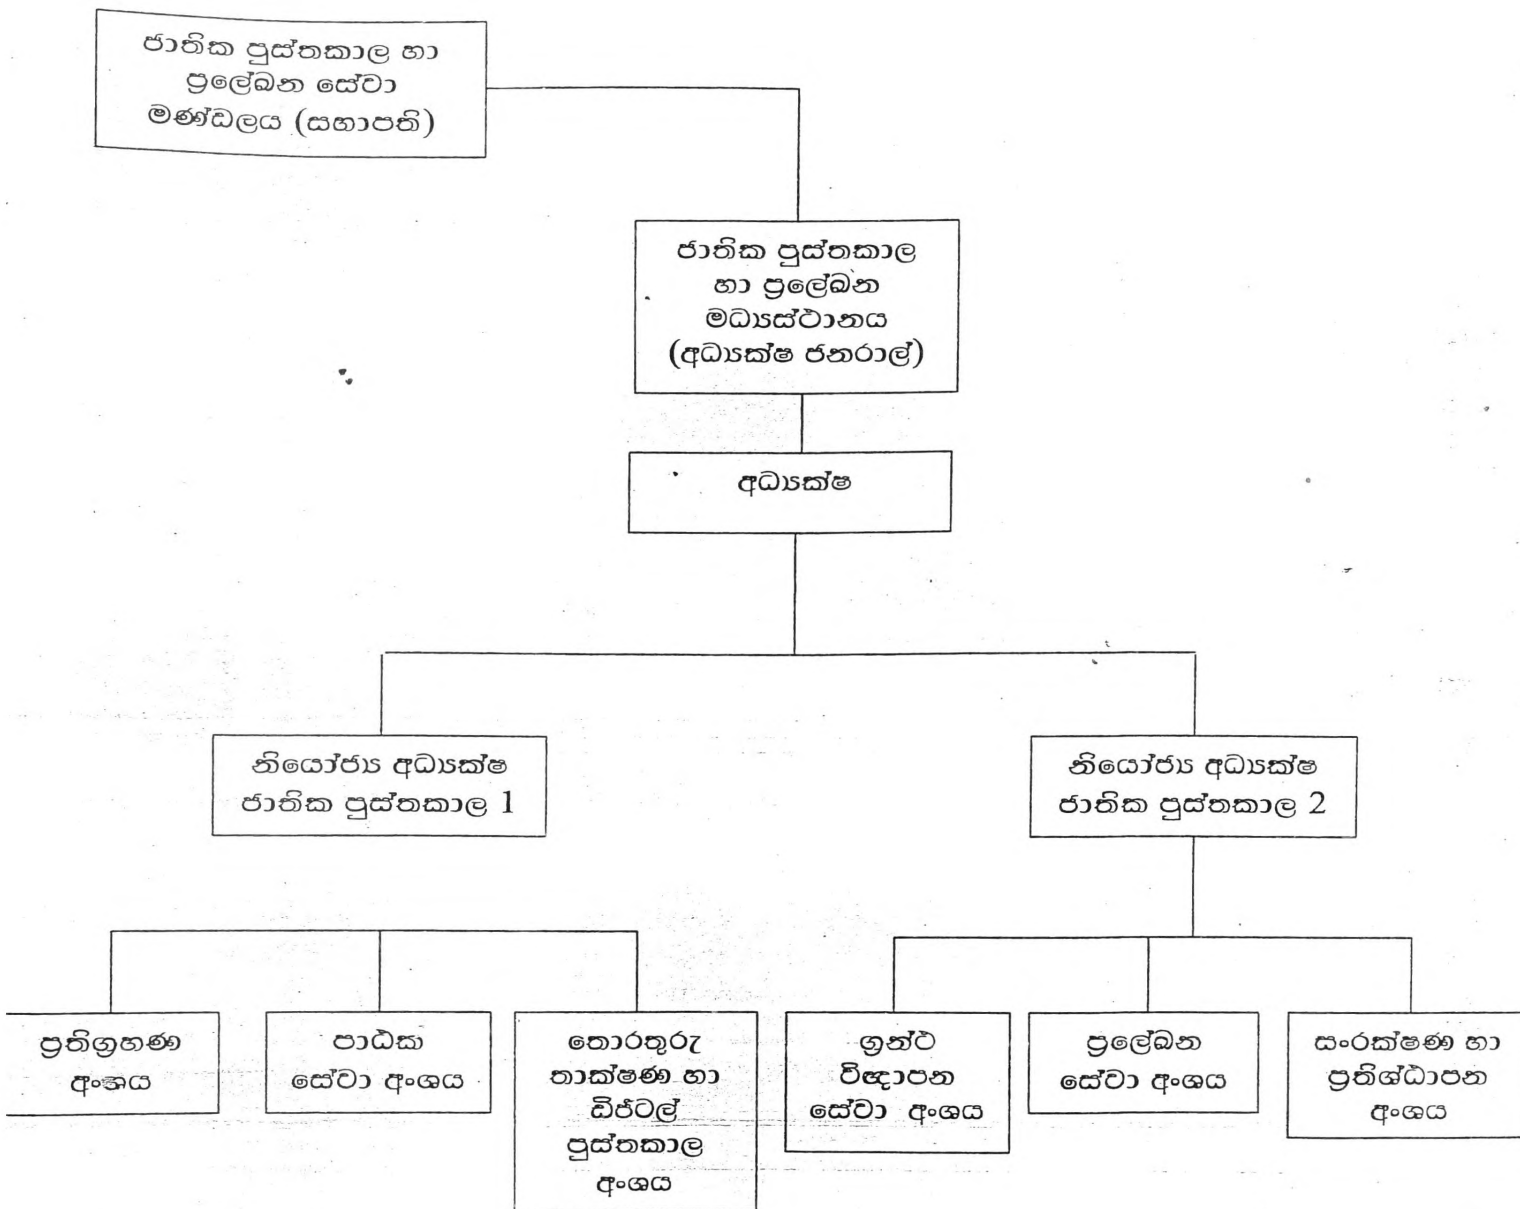 ජාතික පුස්තකාල හා
ප්‍රලේඛන සේවා
මණ්ඩලය (සභාපති)
ජාතික පුස්තකාල
හා ප්‍රලේඛන
මධ්‍යස්ථානය
(අධ්‍යක්ෂ ජනරාල්)
අධ්‍යක්ෂ
නියෝජ්‍ය අධ්‍යක්ෂ
ජාතික පුස්තකාල 1
නියෝජ්‍ය අධ්‍යක්ෂ
ජාතික පුස්තකාල 2
ප්‍රතිග්‍රහණ
අංශය
පාඨක
සේවා අංශය
තොරතුරු
තාක්ෂණ හා
ඩිජිටල්
පුස්තකාල
අංශය
ග්‍රන්ථ
විඥාපන
සේවා අංශය
ප්‍රලේඛන
සේවා අංශය
සංරක්ෂණ හා
ප්‍රතිශ්ඨාපන
අංශය